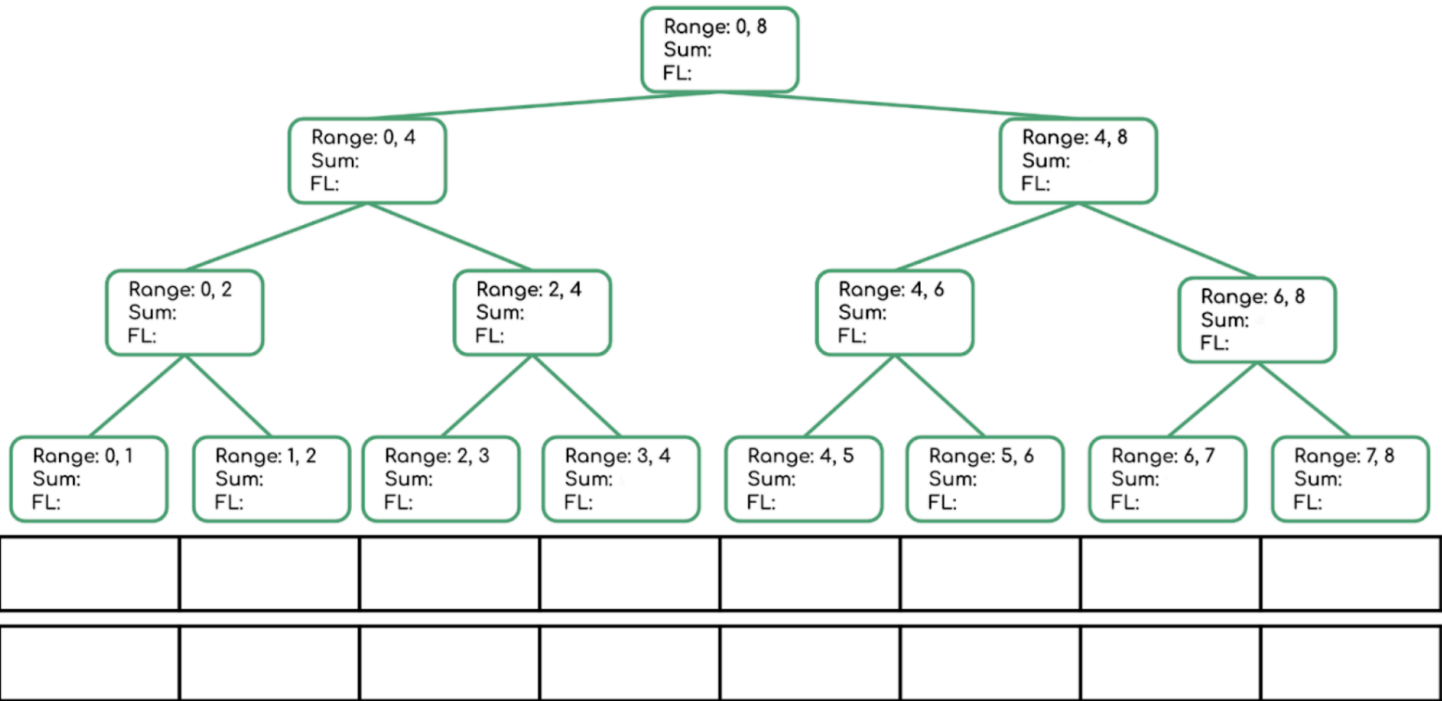 Range: 0, 8
Sum:
FL:
Range: 0, 4
Sum:
FL:
Range: 4, 8
Sum:
FL:
Range: 0, 2
Sum:
FL:
Range: 2, 4
Sum:
FL:
Range: 4, 6
Sum:
FL:
Range: 6, 8
Sum:
FL:
Range: 0, 1
Sum:
FL:
Range: 1, 2
Sum:
FL:
Range: 2, 3
Sum:
FL:
Range: 3, 4
Sum:
FL:
Range: 4, 5
Sum:
FL:
Range: 5, 6
Sum:
FL:
Range: 6, 7
Sum:
FL:
Range: 7, 8
Sum:
FL: